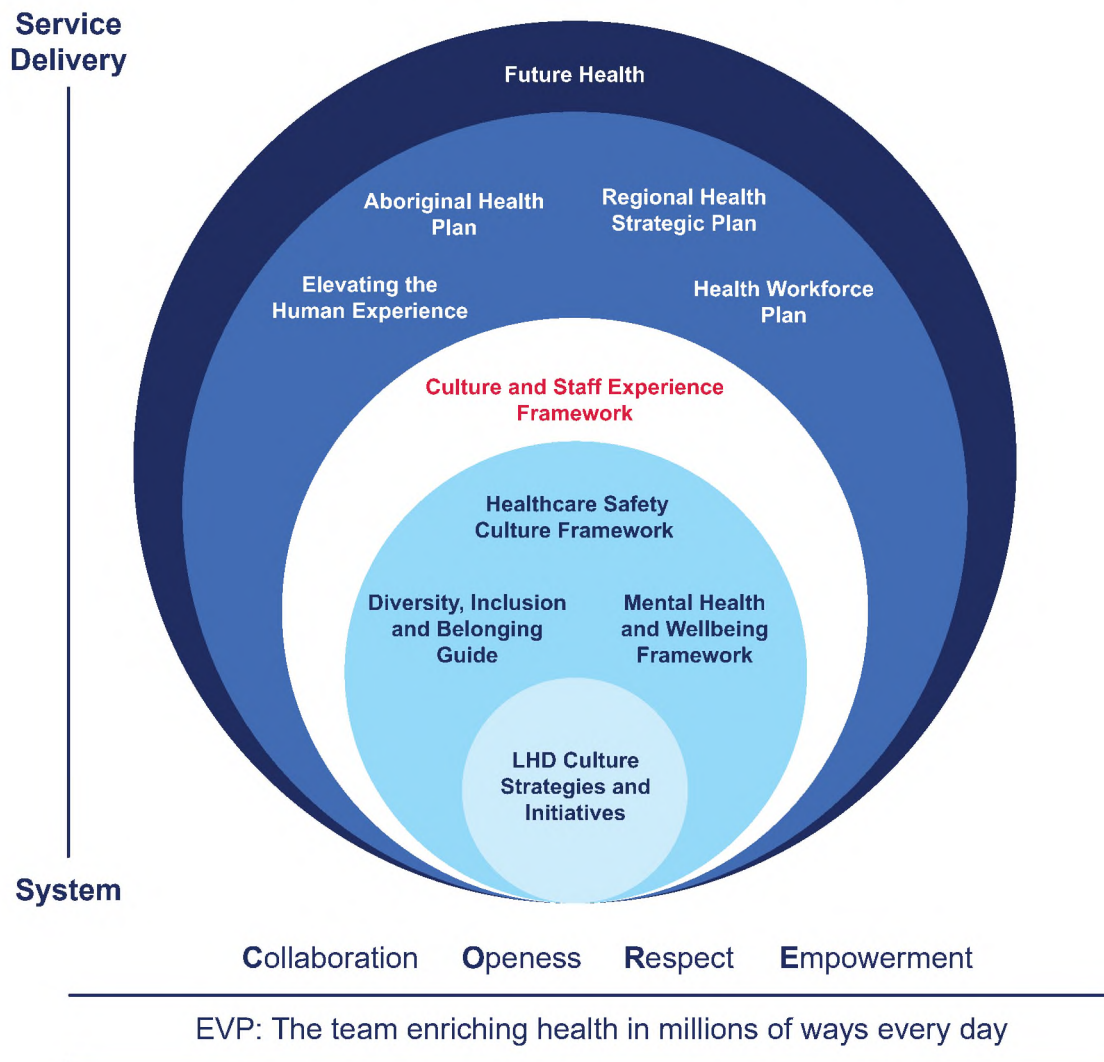 Service
Delivery
Future Health
Aboriginal Health
Plan
Regional Health
Strategic Plan
Elevating the
Human Experience
Health Workforce
Plan
Culture and Staff Experience
Framework
Healthcare Safety
Culture Framework
Diversity, Inclusion
and Belonging
Guide
Mental Health
and Wellbeing
Framework
LHD Culture
Strategies and
Initiatives
System
Collaboration Openess Respect Empowerment
EVP: The team enriching health in millions of ways every day